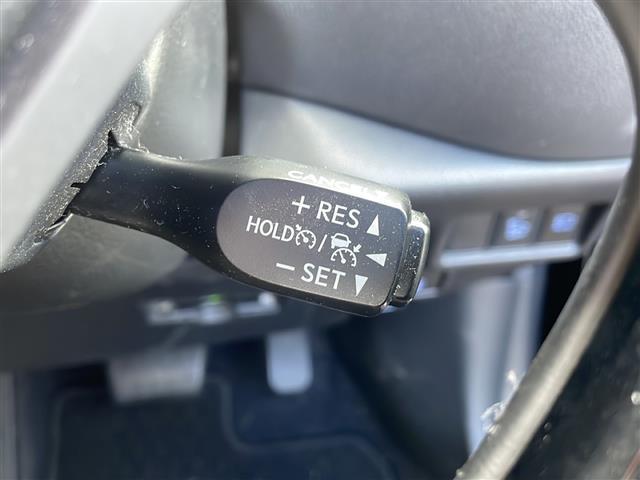 CANCEL
+ RES ▲
HOLD / ◀
− SET ▼